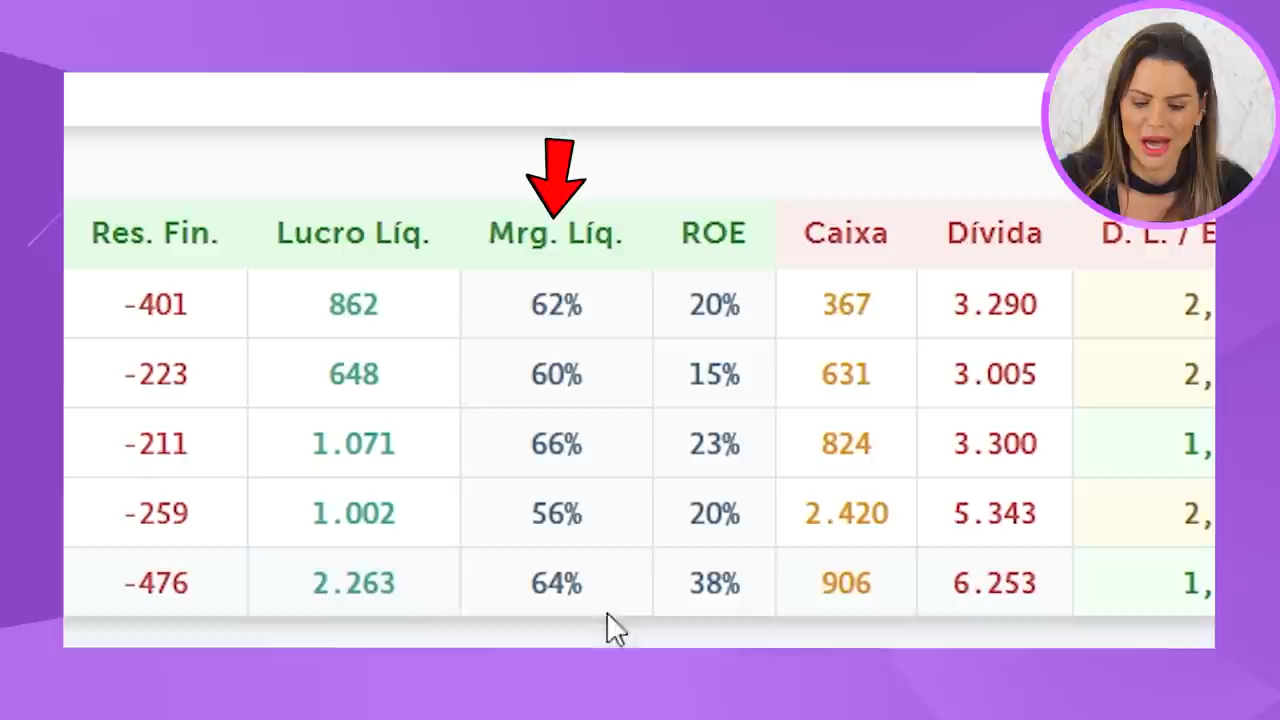 Res. Fin. Lucro Líq. Mrg. Líq. ROE Caixa Dívida D. L. / E
-401 862 62% 20% 367 3.290 2,
-223 648 60% 15% 631 3.005 2,
-211 1.071 66% 23% 824 3.300 1,
-259 1.002 56% 20% 2.420 5.343 2,
-476 2.263 64% 38% 906 6.253 1,